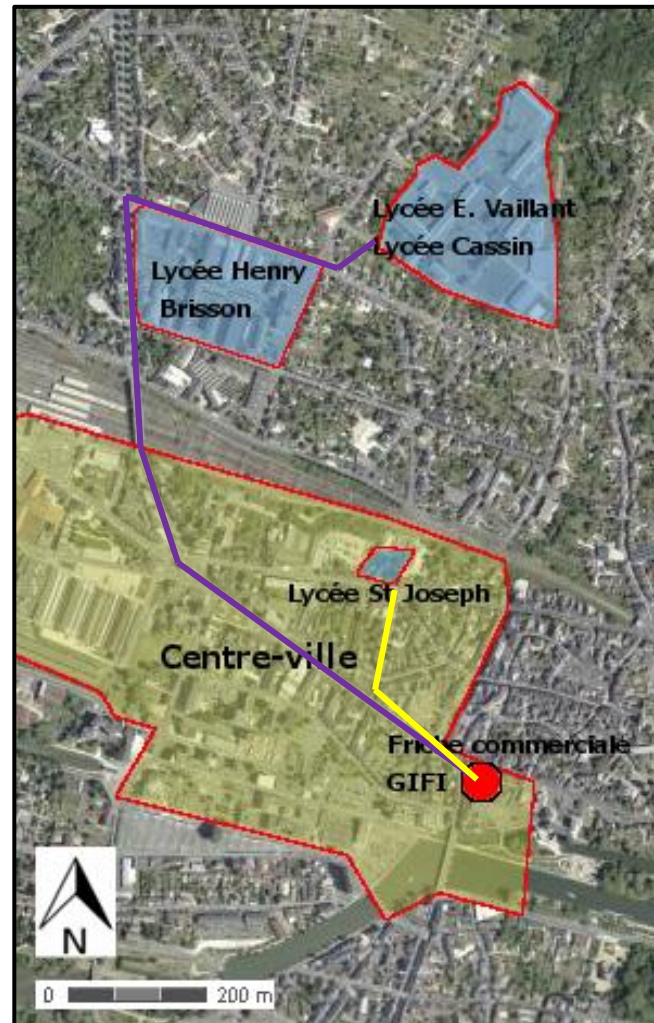 Lycée E. Vaillant
Lycée Cassin
Lycée Henry
Brisson
Lycée St Joseph
Centre-ville
Friche commerciale
GIFI
N
0 200 m